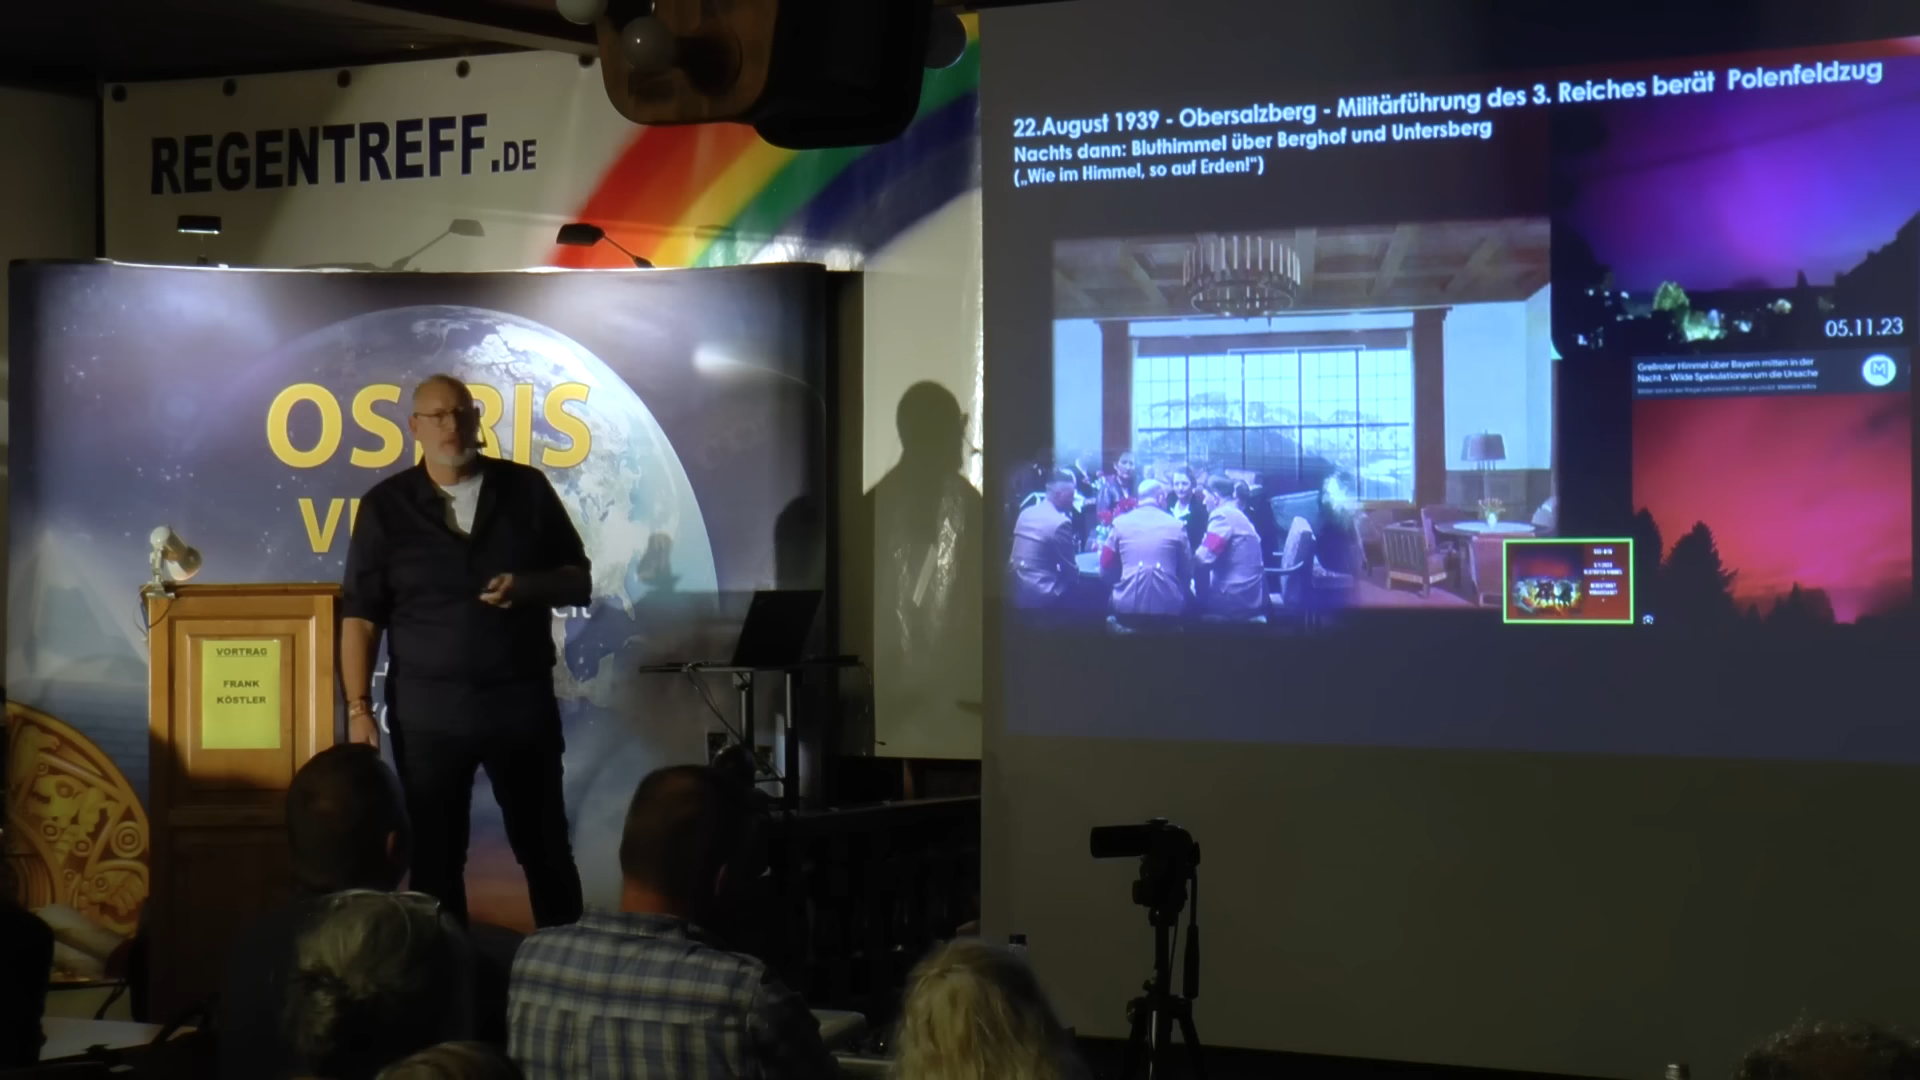 REGENTREFF.DE
OSIRIS
VORTRAG
FRANK
KÖSTLER
22.August 1939 - Obersalzberg - Militärführung des 3. Reiches berät Polenfeldzug
Nachts dann: Bluthimmel über Berghof und Untersberg
(„Wie im Himmel, so auf Erden!“)
05.11.23
Grellroter Himmel über Bayern mitten in der
Nacht – Wilde Spekulationen um die Ursache